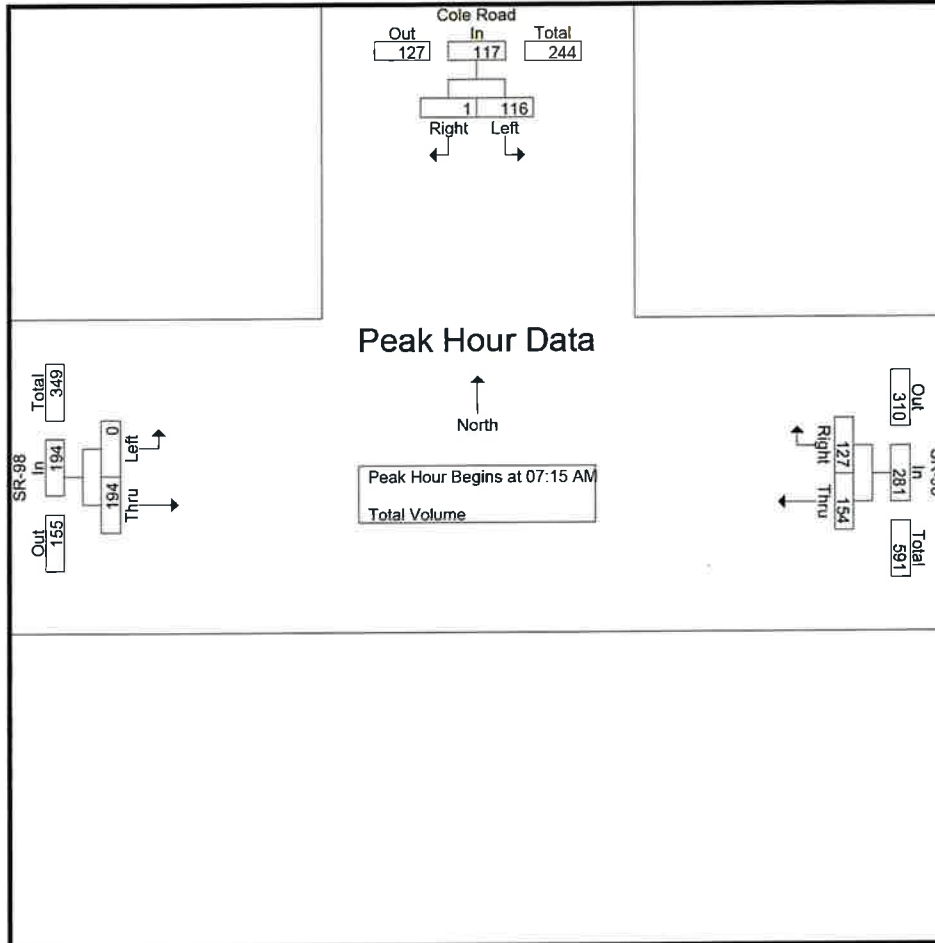 Cole Road
Out In Total
127 117 244
1 116
Right Left
Peak Hour Data
North
Peak Hour Begins at 07:15 AM
Total Volume
SR-98
Total In Out
349 194 155
0 194
Left Thru
Out In Total
310 281 591
127 154
Right Thru